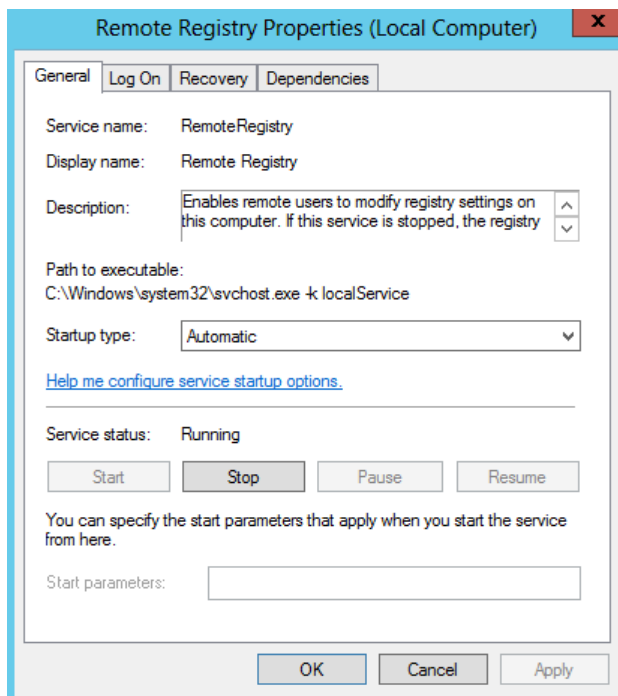 Remote Registry Properties (Local Computer)
x
General Log On Recovery Dependencies
Service name: RemoteRegistry
Display name: Remote Registry
Description: Enables remote users to modify registry settings on
this computer. If this service is stopped, the registry
Path to executable:
C:\Windows\system32\svchost.exe -k localService
Startup type: Automatic
Help me configure service startup options.
Service status: Running
Start Stop Pause Resume
You can specify the start parameters that apply when you start the service
from here.
Start parameters:
OK Cancel Apply